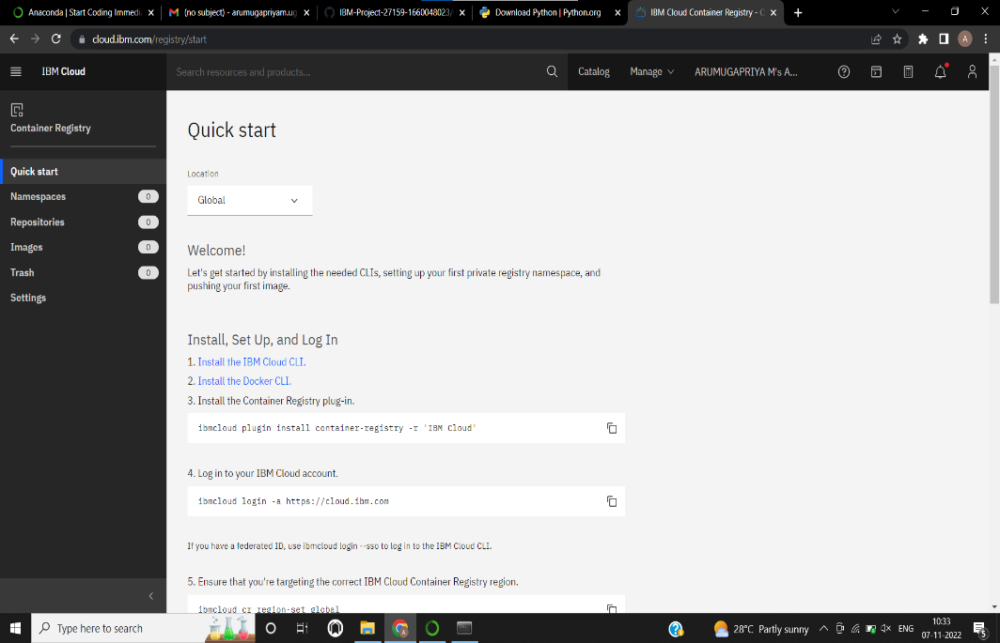 Anaconda | Start Coding Immedi
(no subject) - arumugapriyam.ug
IBM-Project-27159-1660048023/
Download Python | Python.org
IBM Cloud Container Registry - C
cloud.ibm.com/registry/start
A
IBM Cloud
Search resources and products...
Catalog
Manage
ARUMUGAPRIYA M's A...
Container Registry
Quick start
Namespaces 0
Repositories 0
Images 0
Trash 0
Settings
Quick start
Location
Global
Welcome!
Let's get started by installing the needed CLIs, setting up your first private registry namespace, and
pushing your first image.
Install, Set Up, and Log In
1. Install the IBM Cloud CLI.
2. Install the Docker CLI.
3. Install the Container Registry plug-in.
ibmcloud plugin install container-registry -r 'IBM Cloud'
4. Log in to your IBM Cloud account.
ibmcloud login -a https://cloud.ibm.com
If you have a federated ID, use ibmcloud login --sso to log in to the IBM Cloud CLI.
5. Ensure that you're targeting the correct IBM Cloud Container Registry region.
ibmcloud cr region-set global
Type here to search
28°C Partly sunny
ENG
10:33
07-11-2022
5